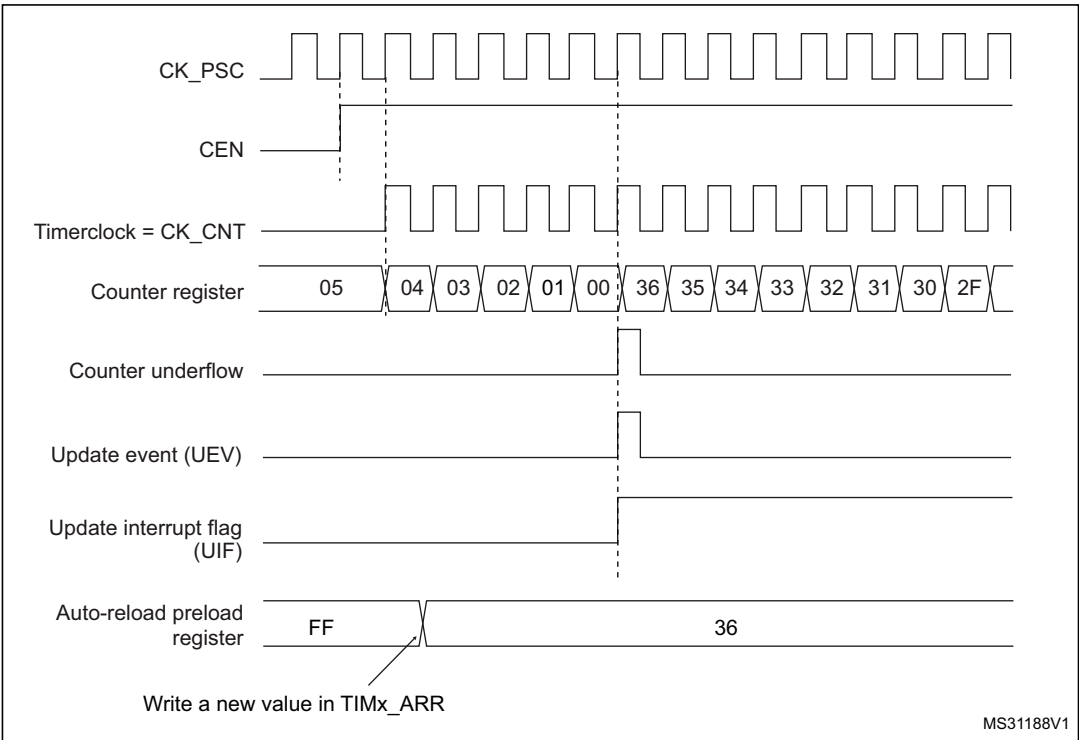 CK_PSC
CEN
Timerclock = CK_CNT
Counter register 05 04 03 02 01 00 36 35 34 33 32 31 30 2F
Counter underflow
Update event (UEV)
Update interrupt flag
(UIF)
Auto-reload preload
register FF 36
Write a new value in TIMx_ARR
MS31188V1